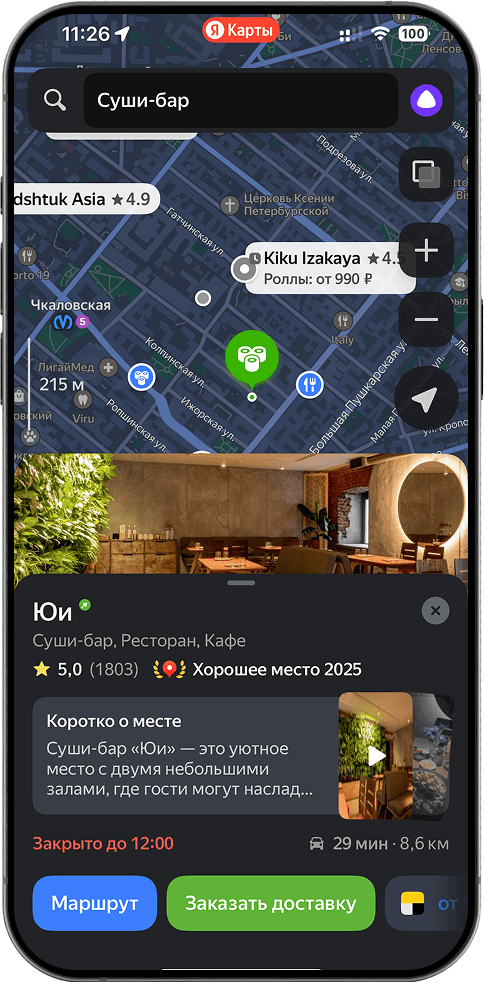 11:26
Я Карты
100
Суши-бар
Подрезова ул.
dshtuk Asia ★4.9
Церковь Ксении
Петербургской
Гатчинская ул.
Kiku Izakaya ★4.5
Роллы: от 990 ₽
orto 19
Чкаловская
5
Italy
ЛигайМед
Колпинская ул.
215 м
Viru
Ропшинская ул.
Ижорская ул.
Большая Пушкарская ул.
Юи
Суши-бар, Ресторан, Кафе
5,0 (1803) Хорошее место 2025
Коротко о месте
Суши-бар «Юи» — это уютное
место с двумя небольшими
залами, где гости могут наслад...
Закрыто до 12:00 29 мин · 8,6 км
Маршрут Заказать доставку от